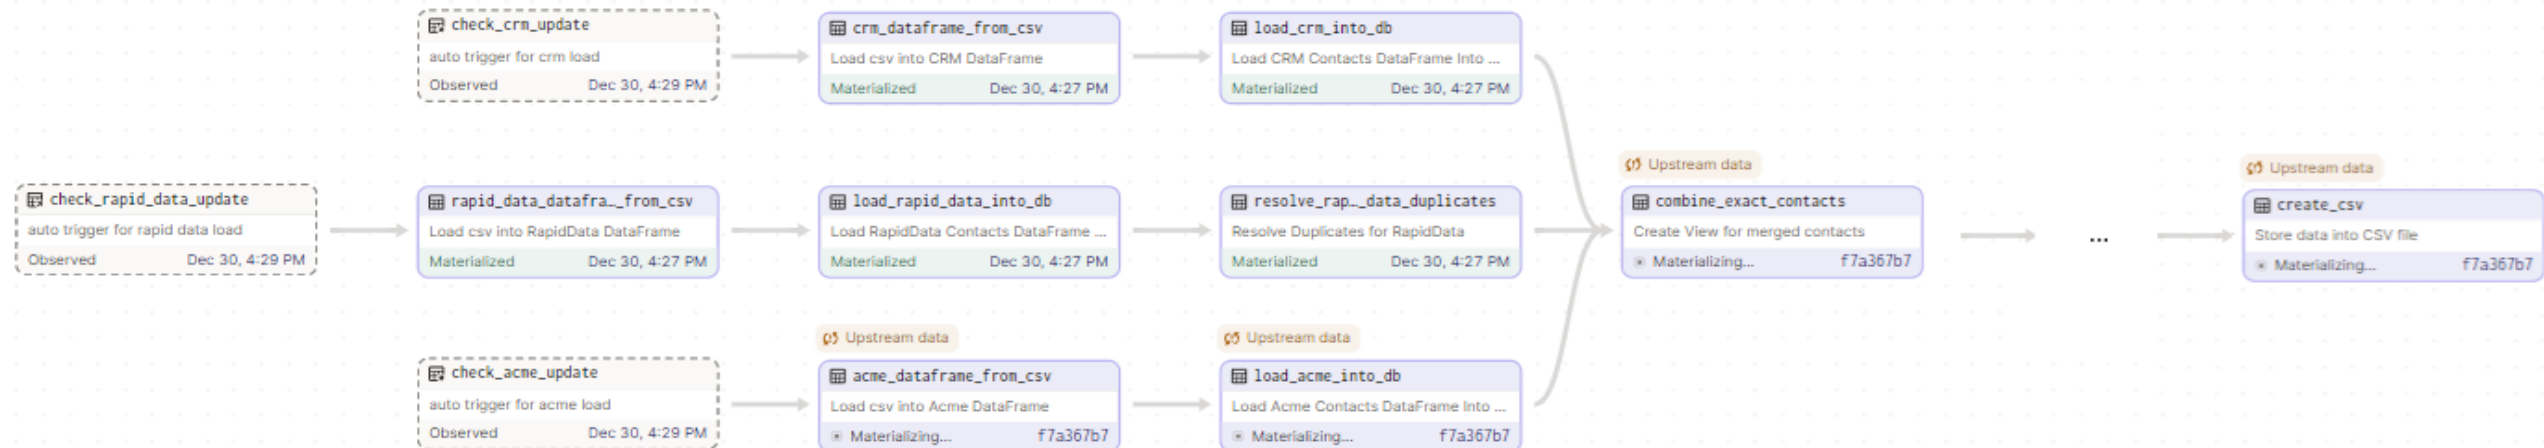 check_crm_update
auto trigger for crm load
Observed Dec 30, 4:29 PM
crm_dataframe_from_csv
Load csv into CRM DataFrame
Materialized Dec 30, 4:27 PM
load_crm_into_db
Load CRM Contacts DataFrame Into ...
Materialized Dec 30, 4:27 PM
check_rapid_data_update
auto trigger for rapid data load
Observed Dec 30, 4:29 PM
rapid_data_datafra…_from_csv
Load csv into RapidData DataFrame
Materialized Dec 30, 4:27 PM
load_rapid_data_into_db
Load RapidData Contacts DataFrame ...
Materialized Dec 30, 4:27 PM
resolve_rap…_data_duplicates
Resolve Duplicates for RapidData
Materialized Dec 30, 4:27 PM
Upstream data
combine_exact_contacts
Create View for merged contacts
Materializing... f7a367b7
...
Upstream data
create_csv
Store data into CSV file
Materializing... f7a367b7
check_acme_update
auto trigger for acme load
Observed Dec 30, 4:29 PM
Upstream data
acme_dataframe_from_csv
Load csv into Acme DataFrame
Materializing... f7a367b7
Upstream data
load_acme_into_db
Load Acme Contacts DataFrame Into ...
Materializing... f7a367b7